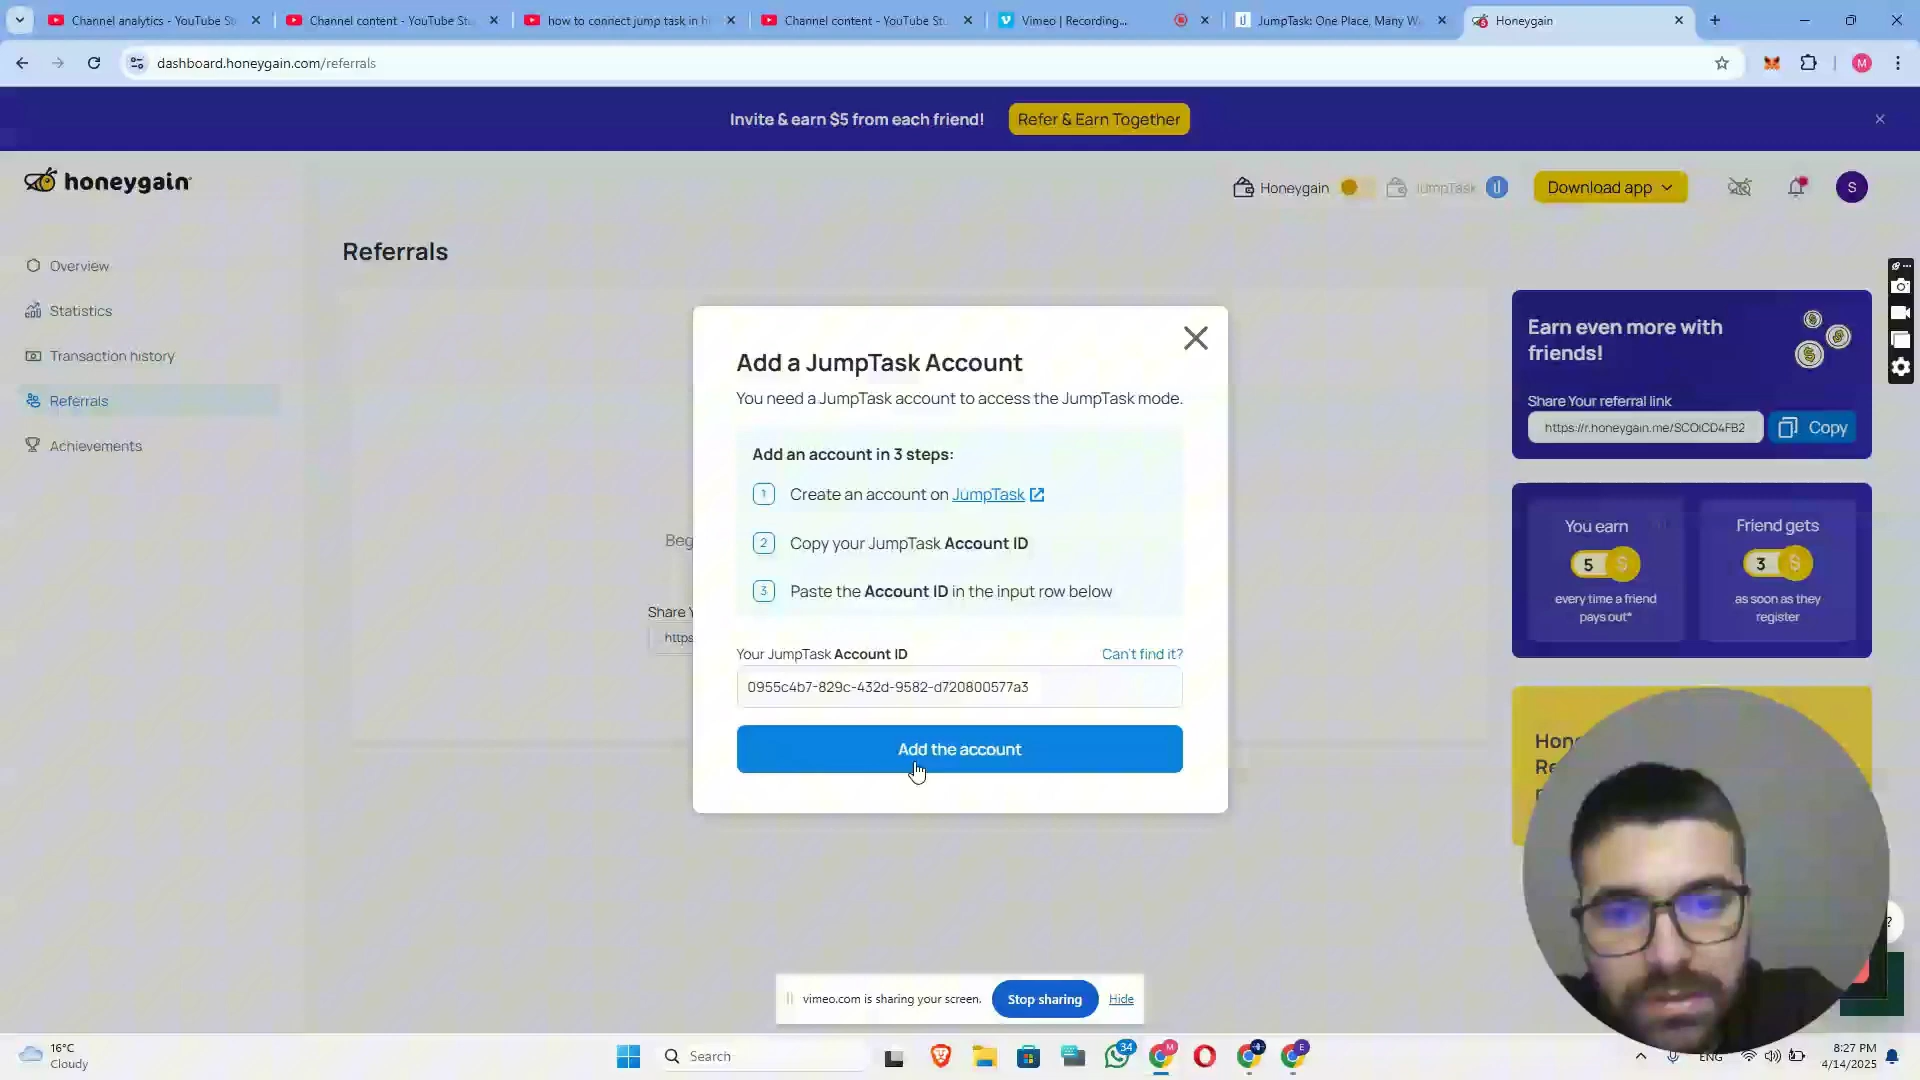 Channel analytics - YouTube St
Channel content - YouTube Stu
how to connect jump task in h
Channel content - YouTube Stu
Vimeo | Recording...
JumpTask: One Place, Many W
Honeygain
dashboard.honeygain.com/referrals
M
Invite & earn $5 from each friend!
Refer & Earn Together
honeygain
Honeygain
JumpTask
Download app
S
Overview
Statistics
Transaction history
Referrals
Achievements
Referrals
Beg
Share Y
https
Add a JumpTask Account
You need a JumpTask account to access the JumpTask mode.
Add an account in 3 steps:
1 Create an account on JumpTask
2 Copy your JumpTask Account ID
3 Paste the Account ID in the input row below
Your JumpTask Account ID
Can't find it?
0955c4b7-829c-432d-9582-d720800577a3
Add the account
Earn even more with
friends!
Share Your referral link
https://r.honeygain.me/SCOICD4FB2
Copy
You earn
5
every time a friend
pays out*
Friend gets
3
as soon as they
register
Hon
Re
vimeo.com is sharing your screen.
Stop sharing
Hide
16°C
Cloudy
Search
34
M
E
ENG
8:27 PM
4/14/2025